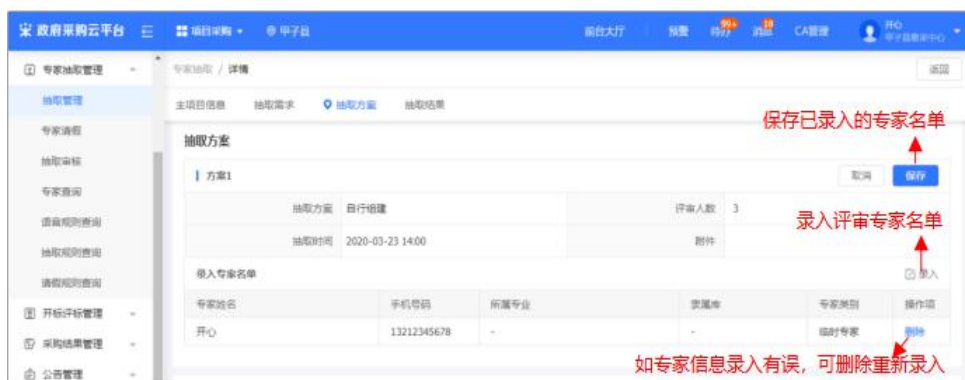 政府采购云平台 项目采购 甲子县 前台大厅 预警 待办 99+ 消息 10 CA管理 开心
专家抽取管理
抽取管理
专家请假
抽取审核
专家查询
语音规则查询
抽取规则查询
请假规则查询
开标评标管理
采购结果管理
公告管理
专家抽取 / 详情 返回
主项目信息 抽取需求 抽取方案 抽取结果
保存已录入的专家名单
抽取方案
方案1 取消 保存
抽取方案 自行组建 评审人数 3
录入评审专家名单
抽取时间 2020-03-23 14:00 附件
录入专家名单 录入
专家姓名 手机号码 所属专业 隶属库 专家类别 操作项
开心 13212345678 - - 临时专家 删除
如专家信息录入有误，可删除重新录入